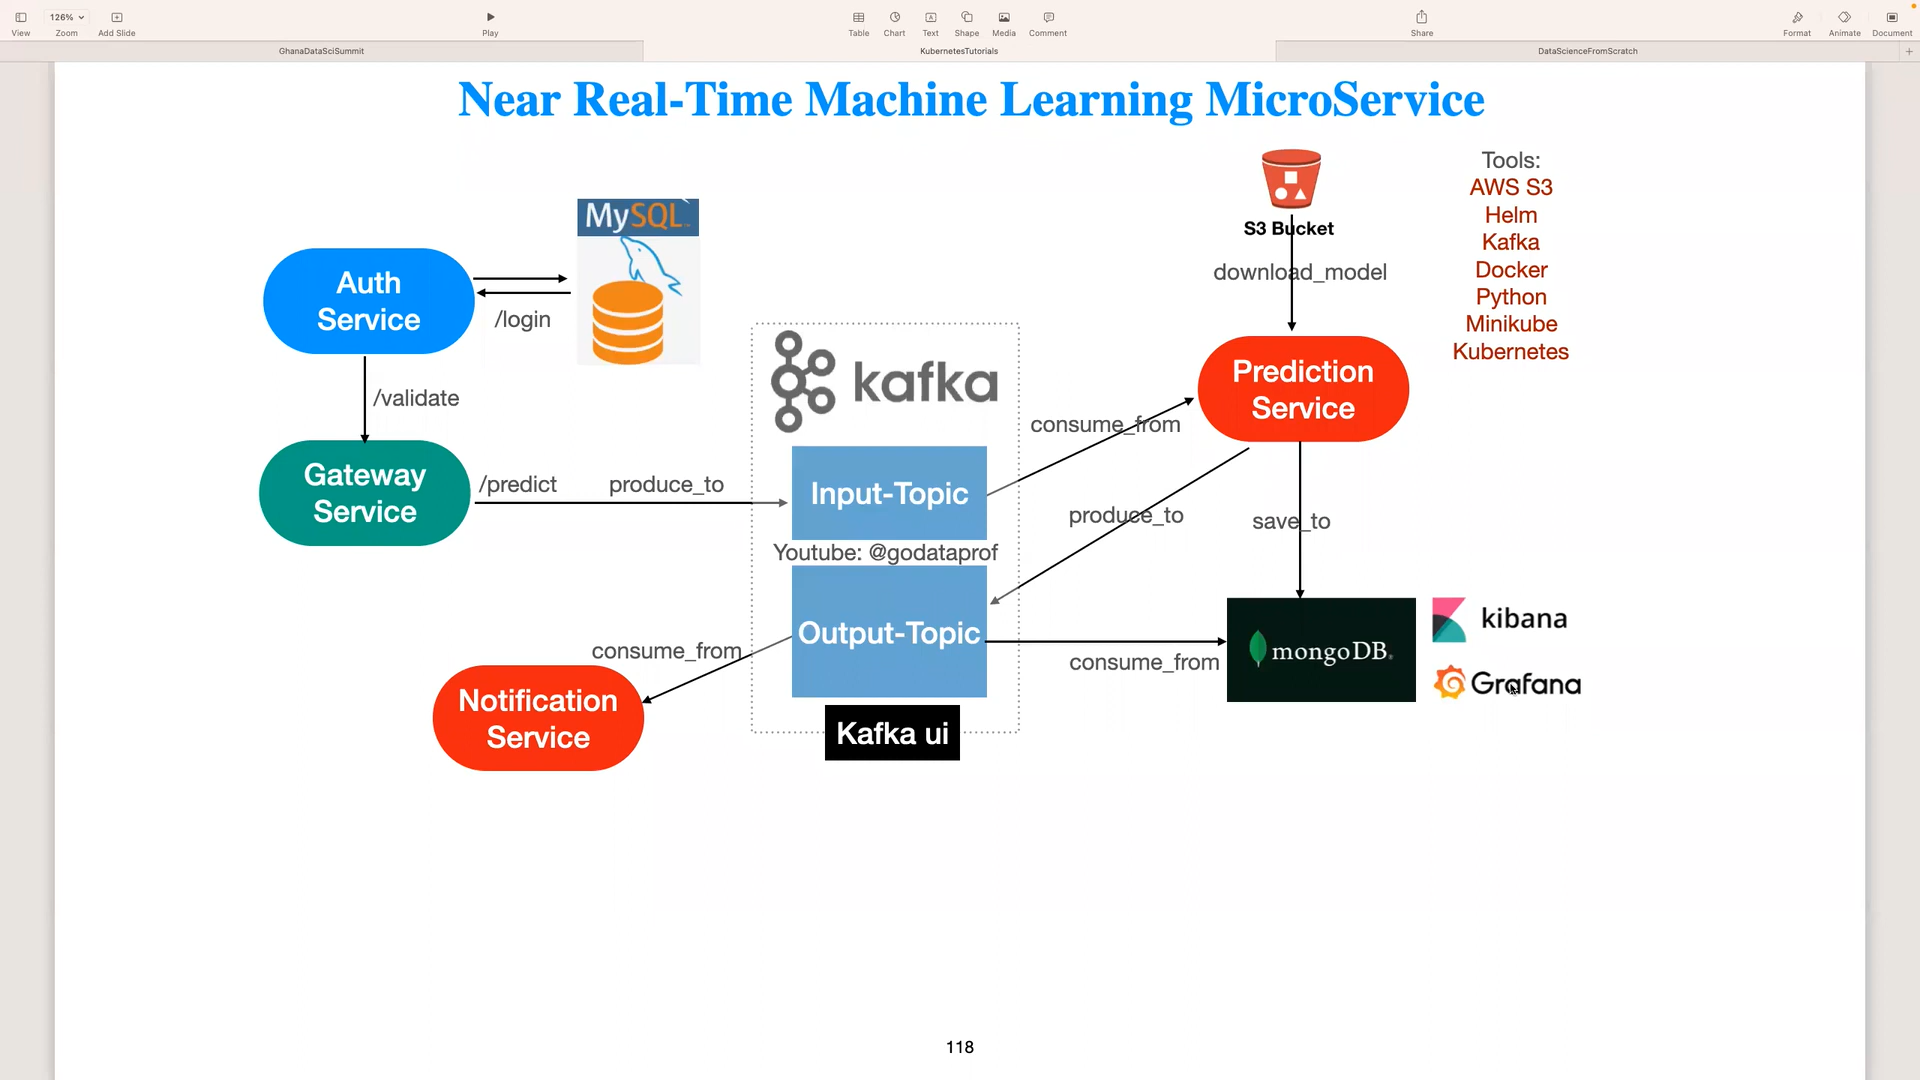 126%
View
Zoom
Add Slide
Play
Table
Chart
Text
Shape
Media
Comment
Share
Format
Animate
Document
GhanaDataSciSummit
KubernetesTutorials
DataScienceFromScratch
Near Real-Time Machine Learning MicroService
Tools:
AWS S3
Helm
Kafka
Docker
Python
Minikube
Kubernetes
S3 Bucket
download_model
MySQL
Auth
Service
/login
/validate
kafka
Prediction
Service
consume_from
Gateway
Service
/predict
produce_to
Input-Topic
produce_to
save_to
Youtube: @godataprof
Output-Topic
consume_from
consume_from
mongoDB
kibana
Grafana
Notification
Service
Kafka ui
118